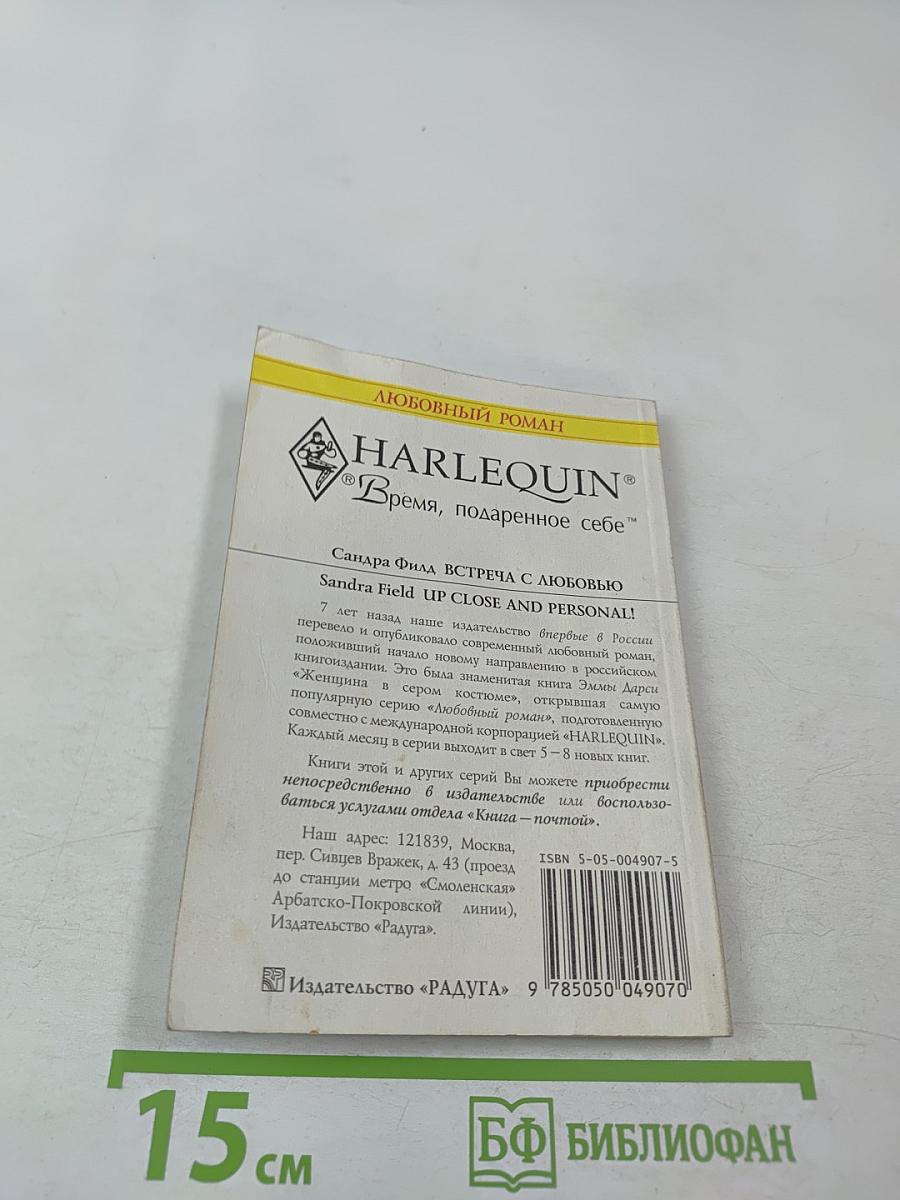 ЛЮБОВНЫЙ РОМАН
HARLEQUIN®
® Время, подаренное себе™
Сандра Филд ВСТРЕЧА С ЛЮБОВЬЮ
Sandra Field UP CLOSE AND PERSONAL!
7 лет назад наше издательство впервые в России
перевело и опубликовало современный любовный роман,
положивший начало новому направлению в российском
книгоиздании. Это была знаменитая книга Эммы Дарси
«Женщина в сером костюме», открывшая самую
популярную серию «Любовный роман», подготовленную
совместно с международной корпорацией «HARLEQUIN».
Каждый месяц в серии выходит в свет 5 – 8 новых книг.
Книги этой и других серий Вы можете приобрести
непосредственно в издательстве или воспользо-
ваться услугами отдела «Книга – почтой».
Наш адрес: 121839, Москва,
пер. Сивцев Вражек, д. 43 (проезд
до станции метро «Смоленская»
Арбатско-Покровской линии),
Издательство «Радуга».
ISBN 5-05-004907-5
9 785050 049070
Издательство «РАДУГА»
15 см
БФ БИБЛИОФАН